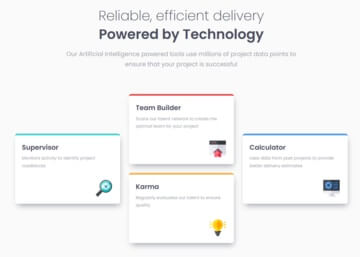 Reliable, efficient delivery
Powered by Technology
Our Artificial Intelligence powered tools use millions of project data points to
ensure that your project is successful
Team Builder
Scans our talent network to create the
optimal team for your project
Supervisor
Monitors activity to identify project
roadblocks
Calculator
Uses data from past projects to provide
better delivery estimates
Karma
Regularly evaluates our talent to ensure
quality